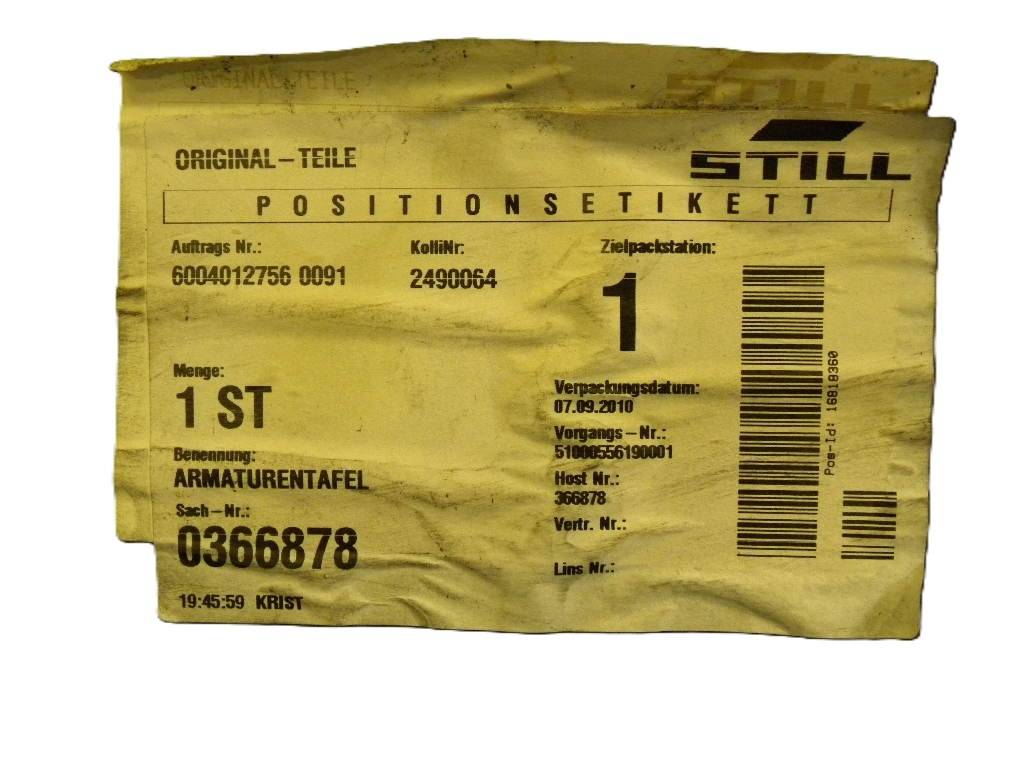 ORIGINAL-TEILE
STILL
ORIGINAL-TEILE
STILL
POSITIONSETIKETT
Auftrags Nr.: KolliNr: Zielpackstation:
6004012756 0091 2490064 1
Menge:
1 ST
Benennung:
ARMATURENTAFEL
Sach-Nr.:
0366878
19:45:59 KRIST
Verpackungsdatum:
07.09.2010
Vorgangs-Nr.:
51000556190001
Host Nr.:
366878
Vertr. Nr.:
Lins Nr.:
Pos-Id: 16818360